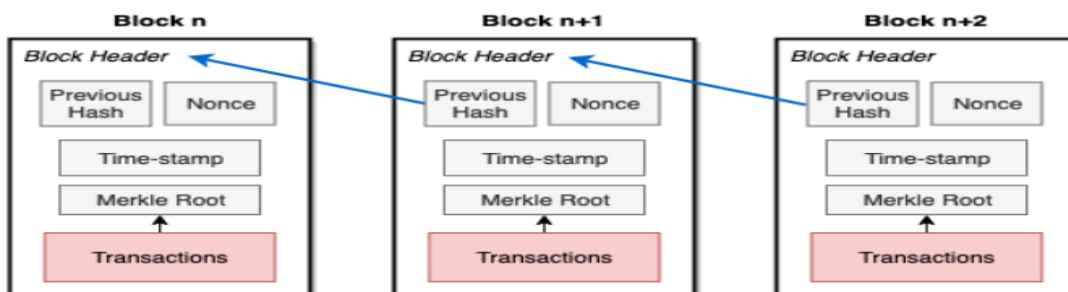 Block n
Block n+1
Block n+2
Block Header
Block Header
Block Header
Previous
Hash
Nonce
Previous
Hash
Nonce
Previous
Hash
Nonce
Time-stamp
Time-stamp
Time-stamp
Merkle Root
Merkle Root
Merkle Root
Transactions
Transactions
Transactions